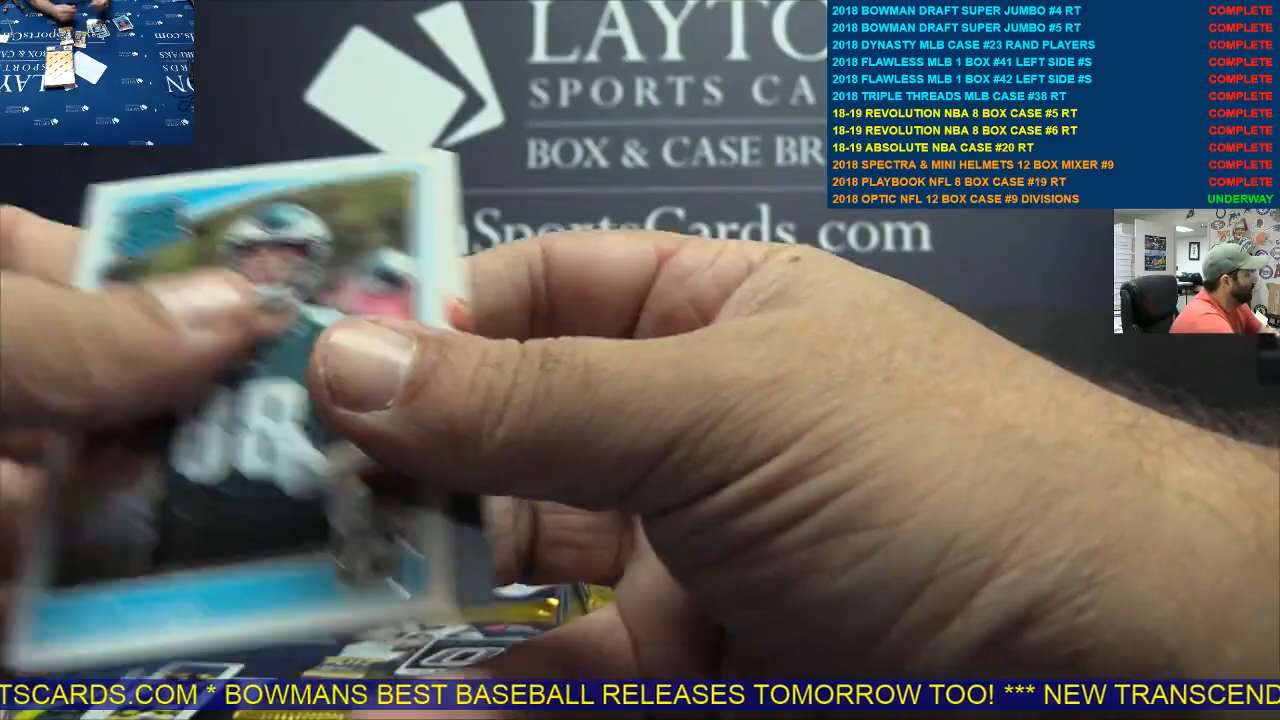 2018 BOWMAN DRAFT SUPER JUMBO #4 RT COMPLETE
2018 BOWMAN DRAFT SUPER JUMBO #5 RT COMPLETE
2018 DYNASTY MLB CASE #23 RAND PLAYERS COMPLETE
2018 FLAWLESS MLB 1 BOX #41 LEFT SIDE #S COMPLETE
2018 FLAWLESS MLB 1 BOX #42 LEFT SIDE #S COMPLETE
2018 TRIPLE THREADS MLB CASE #38 RT COMPLETE
18-19 REVOLUTION NBA 8 BOX CASE #5 RT COMPLETE
18-19 REVOLUTION NBA 8 BOX CASE #6 RT COMPLETE
18-19 ABSOLUTE NBA CASE #20 RT COMPLETE
2018 SPECTRA & MINI HELMETS 12 BOX MIXER #9 COMPLETE
2018 PLAYBOOK NFL 8 BOX CASE #19 RT COMPLETE
2018 OPTIC NFL 12 BOX CASE #9 DIVISIONS UNDERWAY
LAYTO
SPORTS CA
BOX & CASE BR
SportsCards.com
88
TSCARDS.COM * BOWMANS BEST BASEBALL RELEASES TOMORROW TOO! *** NEW TRANSCEND